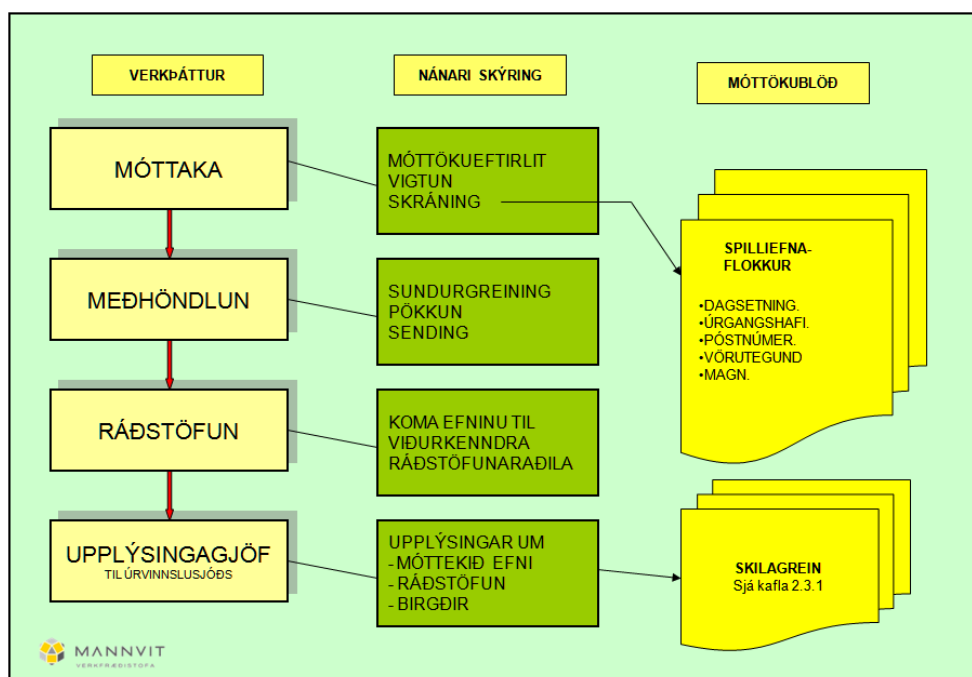 VERKÞÁTTUR
NÁNARI SKÝRING
MÓTTÖKUBLÖÐ
MÓTTAKA
MÓTTÖKUEFTIRLIT
VIGTUN
SKRÁNING
SPILLIEFNA-
FLOKKUR
•DAGSETNING.
•ÚRGANGSHAFI.
•PÓSTNÚMER.
•VÖRUTEGUND
•MAGN.
MEÐHÖNDLUN
SUNDURGREINING
PÖKKUN
SENDING
RÁÐSTÖFUN
KOMA EFNINU TIL
VIÐURKENNDRA
RÁÐSTÖFUNARAÐILA
UPPLÝSINGAGJÖF
TIL ÚRVINNSLUSJÓÐS
UPPLÝSINGAR UM
- MÓTTEKIÐ EFNI
- RÁÐSTÖFUN
- BIRGÐIR
SKILAGREIN
Sjá kafla 2.3.1
MANNVIT
VERKFRÆÐISTOFA